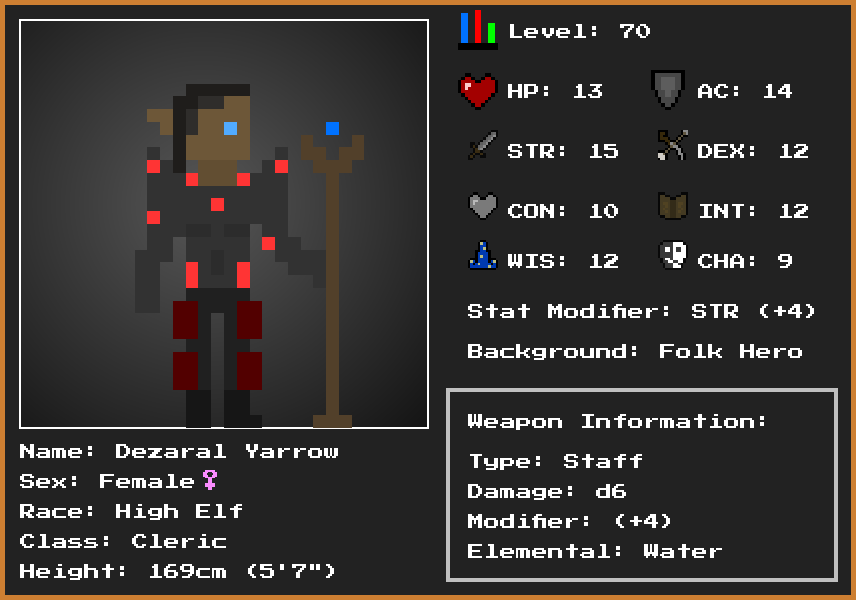 Level: 70
HP: 13 AC: 14
STR: 15 DEX: 12
CON: 10 INT: 12
WIS: 12 CHA: 9
Stat Modifier: STR (+4)
Background: Folk Hero
Weapon Information:
Type: Staff
Damage: d6
Modifier: (+4)
Elemental: Water
Name: Dezaral Yarrow
Sex: Female♀
Race: High Elf
Class: Cleric
Height: 169cm (5'7")